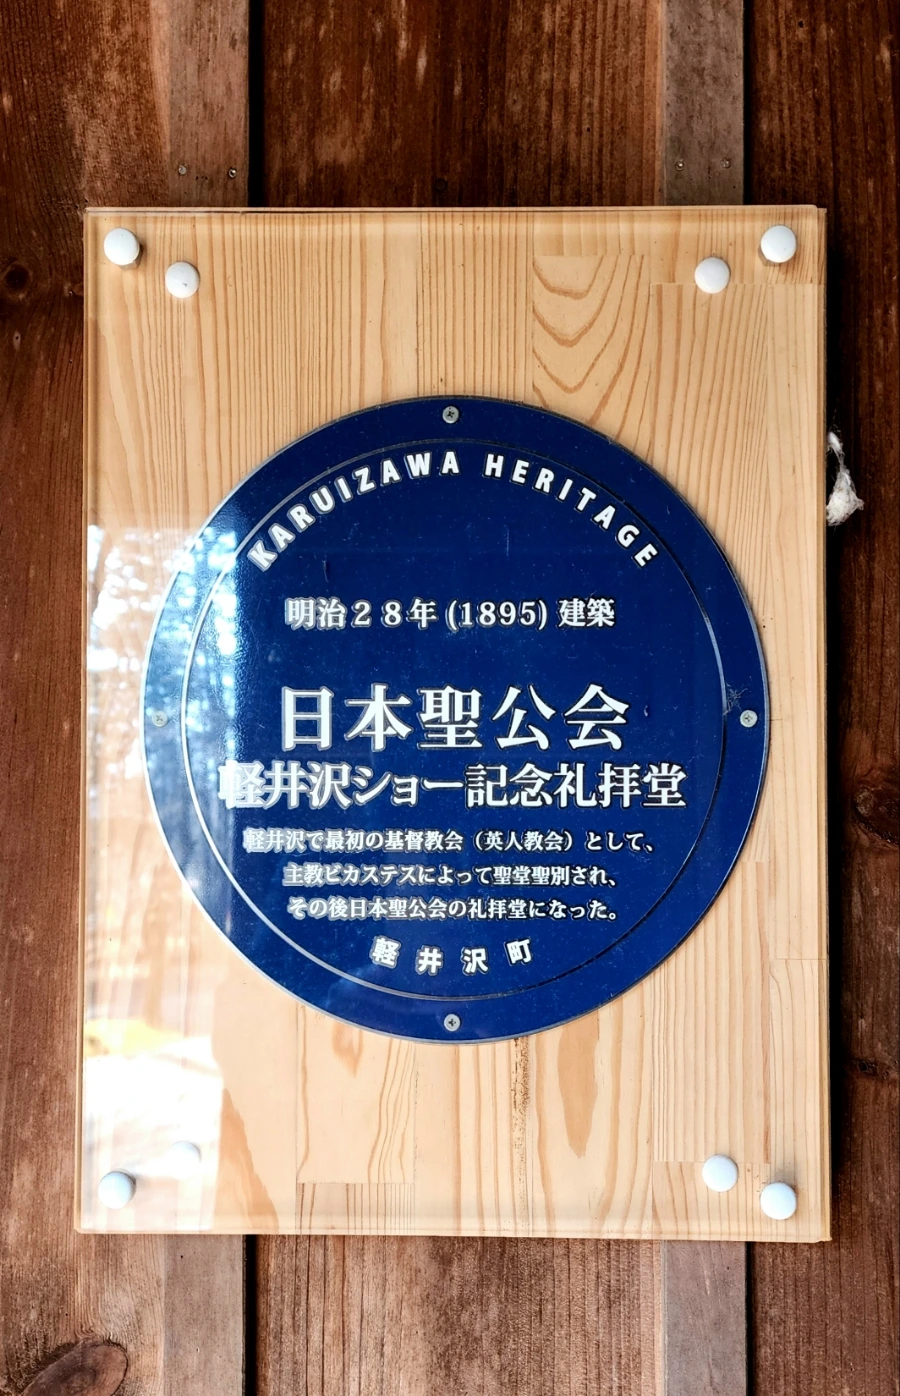 KARUIZAWA HERITAGE
明治28年 (1895) 建築
日本聖公会
軽井沢ショー記念礼拝堂
軽井沢で最初の基督教会（英人教会）として、
主教ビカステスによって聖堂聖別され、
その後日本聖公会の礼拝堂になった。
軽井沢町